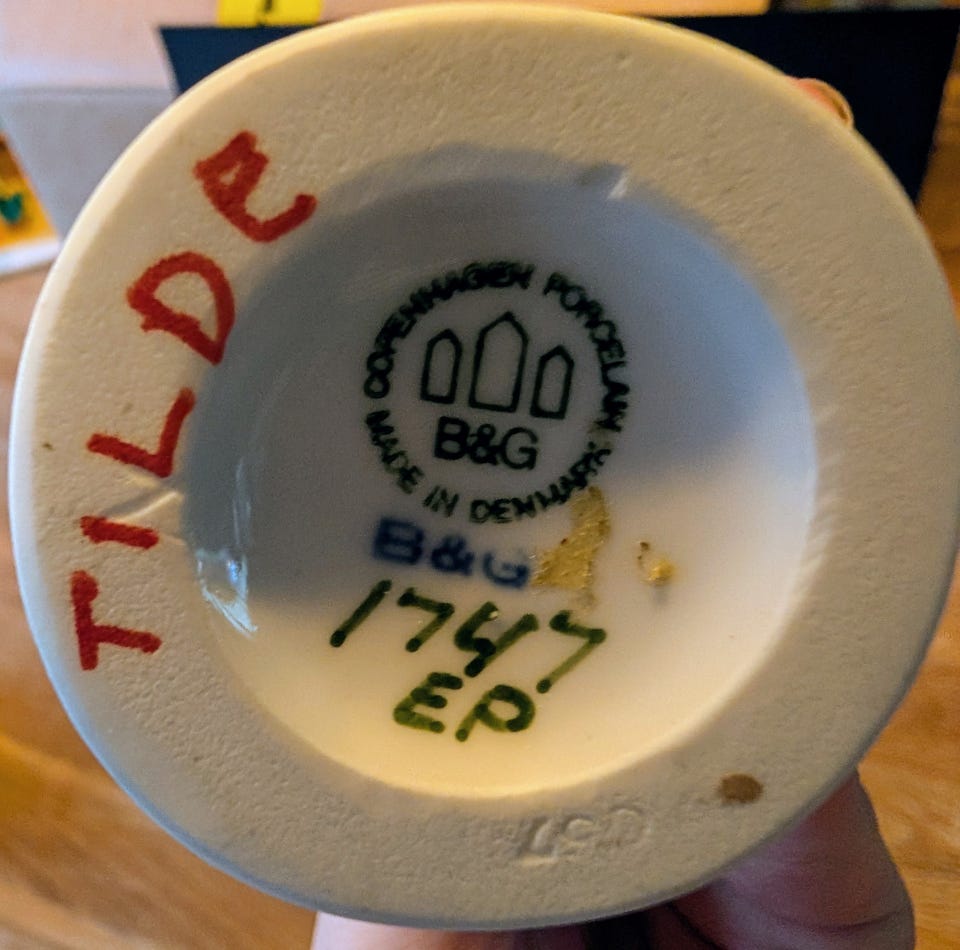 TILDE
COPENHAGEN PORCELAIN
B&G
MADE IN DENMARK
B&G
1747
EP